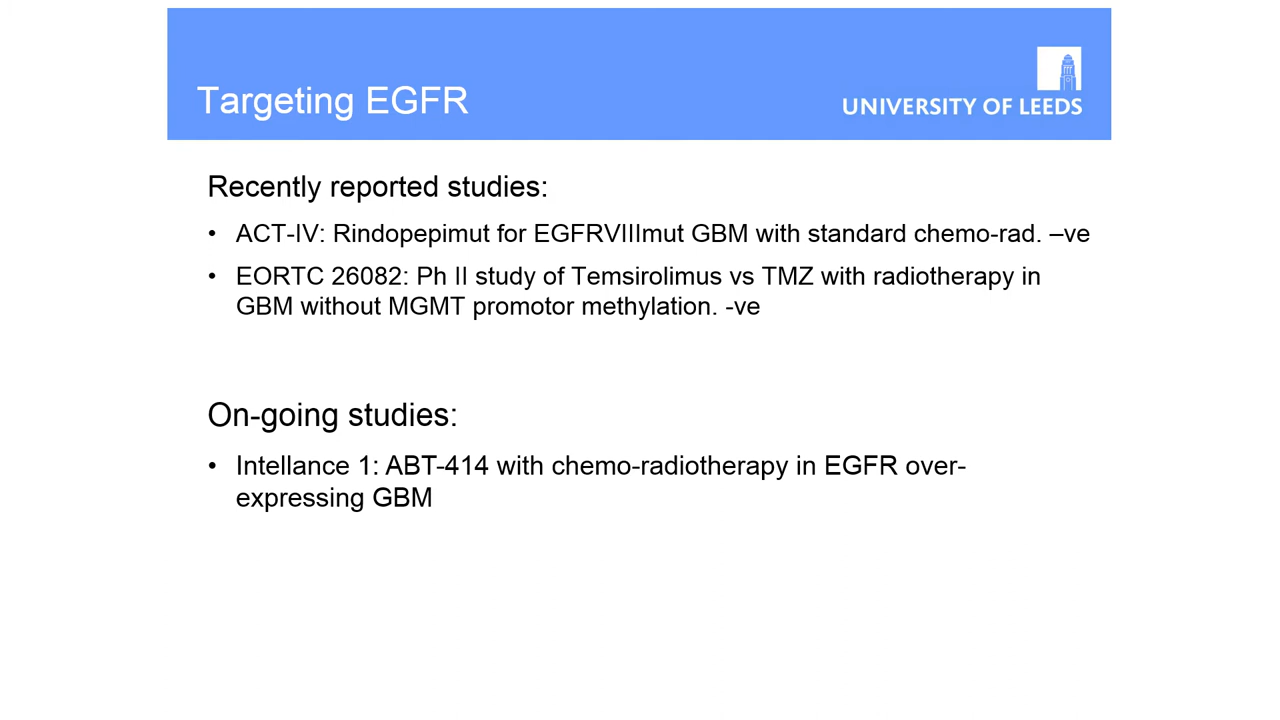 Targeting EGFR
UNIVERSITY OF LEEDS
Recently reported studies:
• ACT-IV: Rindopepimut for EGFRVIIImut GBM with standard chemo-rad. –ve
• EORTC 26082: Ph II study of Temsirolimus vs TMZ with radiotherapy in
GBM without MGMT promotor methylation. -ve
On-going studies:
• Intellance 1: ABT-414 with chemo-radiotherapy in EGFR over-
expressing GBM